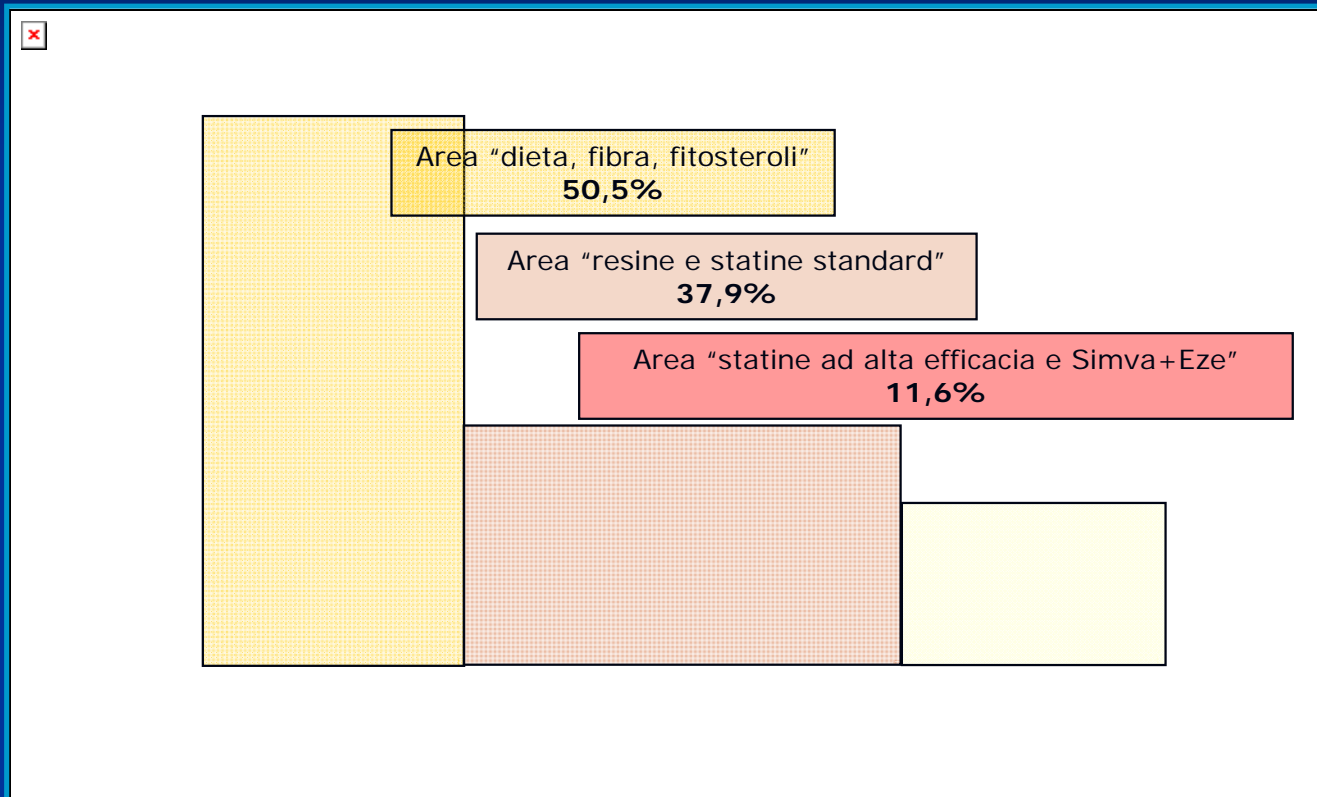 Area “dieta, fibra, fitosteroli”
50,5%
Area “resine e statine standard”
37,9%
Area “statine ad alta efficacia e Simva+Eze”
11,6%